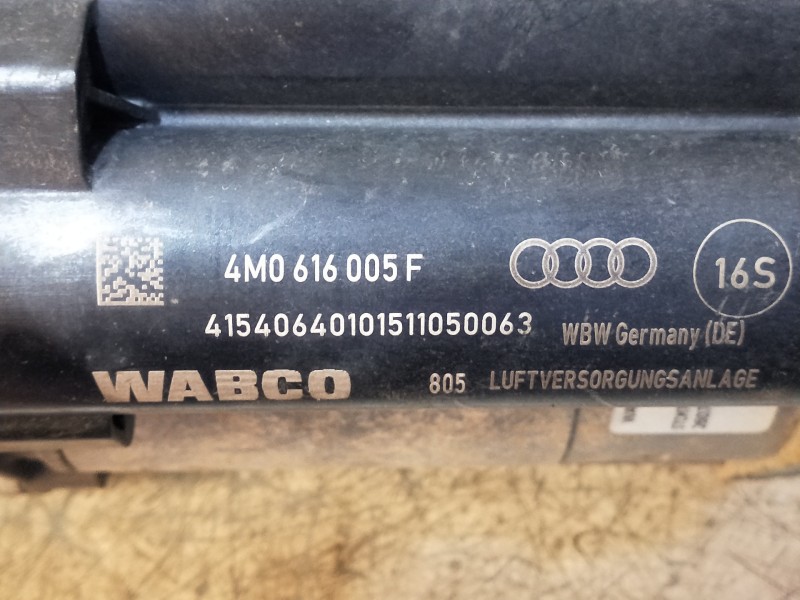 4M0 616 005 F
16S
41540640101511050063
WBW Germany (DE)
WABCO
805 LUFTVERSORGUNGSANLAGE